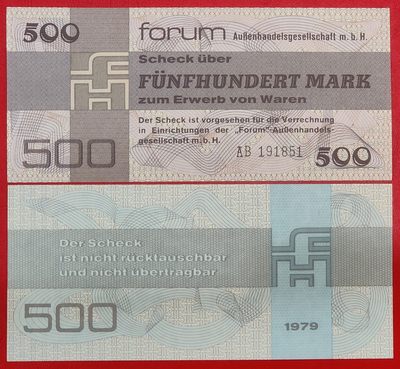 500 forum Außenhandelsgesellschaft m. b. H.
Scheck über
FÜNFHUNDERT MARK
zum Erwerb von Waren
Der Scheck ist vorgesehen für die Verrechnung
in Einrichtungen der „Forum"-Außenhandels-
gesellschaft m. b. H.
500 AB 191851 500
Der Scheck
ist nicht rücktauschbar
und nicht übertragbar
500 1979